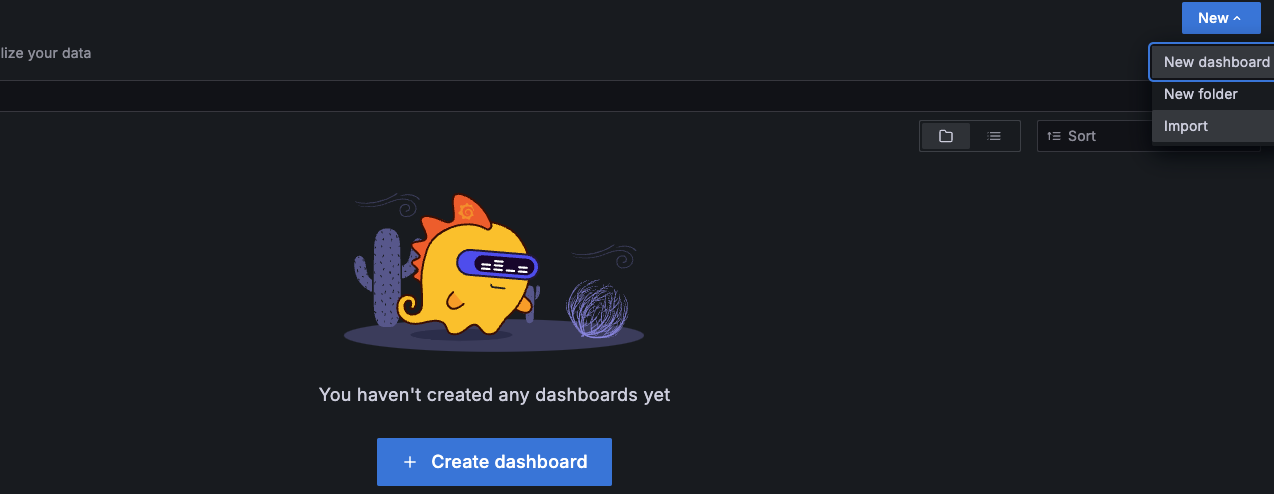 New
lize your data
New dashboard
New folder
Import
Sort
You haven't created any dashboards yet
+ Create dashboard